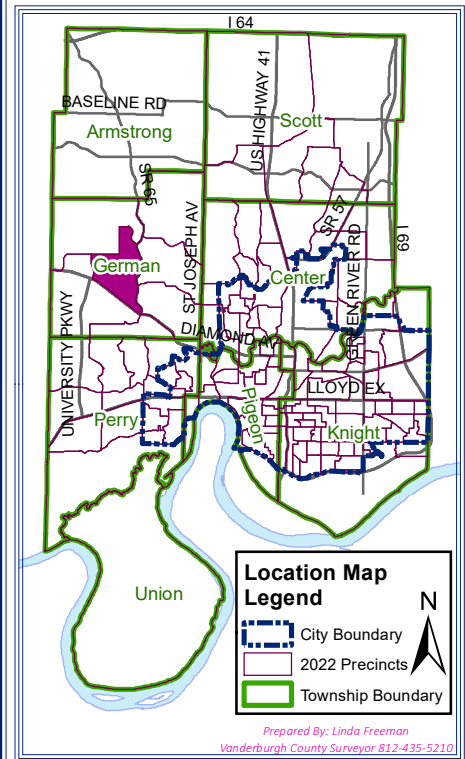 I 64
US HIGHWAY 41
BASELINE RD
Scott
Armstrong
SR 65
ST JOSEPH AV
SR 57
I 69
German
Center
GREEN RIVER RD
UNIVERSITY PKWY
DIAMOND AV
LLOYD EX
Perry
Pigeon
Knight
Union
Location Map
Legend
N
City Boundary
2022 Precincts
Township Boundary
Prepared By: Linda Freeman
Vanderburgh County Surveyor 812-435-5210